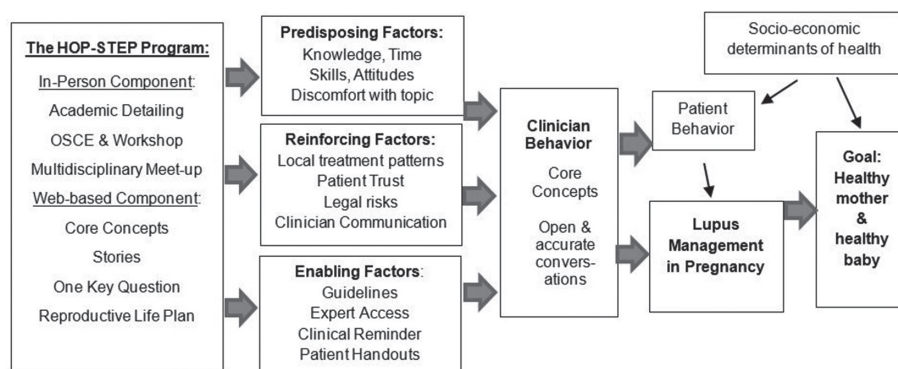 The HOP-STEP Program:
In-Person Component:
Academic Detailing
OSCE & Workshop
Multidisciplinary Meet-up
Web-based Component:
Core Concepts
Stories
One Key Question
Reproductive Life Plan
Predisposing Factors:
Knowledge, Time
Skills, Attitudes
Discomfort with topic
Reinforcing Factors:
Local treatment patterns
Patient Trust
Legal risks
Clinician Communication
Enabling Factors:
Guidelines
Expert Access
Clinical Reminder
Patient Handouts
Clinician
Behavior
Core
Concepts
Open &
accurate
convers-
ations
Socio-economic
determinants of health
Patient
Behavior
Lupus
Management
in Pregnancy
Goal:
Healthy
mother
&
healthy
baby